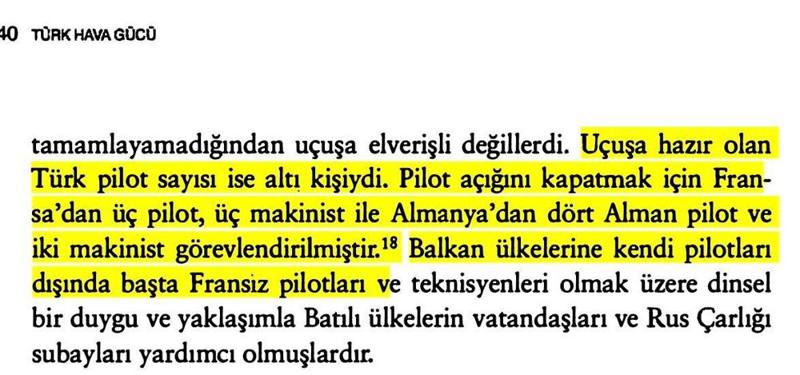 40 TÜRK HAVA GÜCÜ
tamamlayamadığından uçuşa elverişli değillerdi. Uçuşa hazır olan
Türk pilot sayısı ise altı kişiydi. Pilot açığını kapatmak için Fran-
sa’dan üç pilot, üç makinist ile Almanya’dan dört Alman pilot ve
iki makinist görevlendirilmiştir.¹⁸ Balkan ülkelerine kendi pilotları
dışında başta Fransız pilotları ve teknisyenleri olmak üzere dinsel
bir duygu ve yaklaşımla Batılı ülkelerin vatandaşları ve Rus Çarlığı
subayları yardımcı olmuşlardır.